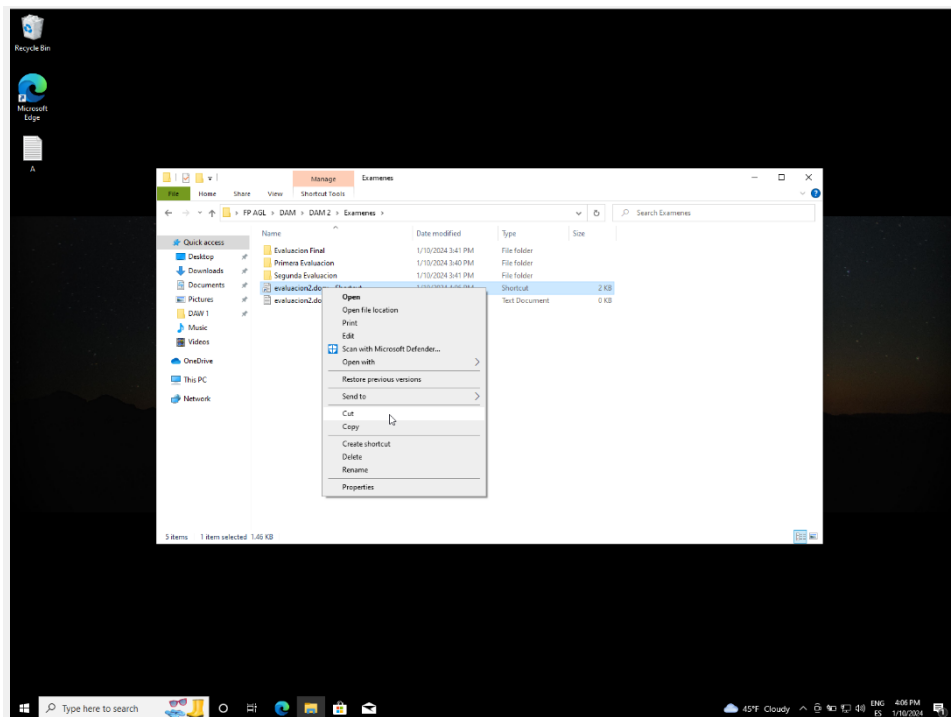 Recycle Bin
Microsoft
Edge
A
Manage
Examenes
File
Home
Share
View
Shortcut Tools
FP AGL
DAM
DAM 2
Examenes
Search Examenes
Quick access
Desktop
Downloads
Documents
Pictures
DAW 1
Music
Videos
OneDrive
This PC
Network
Name
Date modified
Type
Size
Evaluacion Final
1/10/2024 3:41 PM
File folder
Primera Evaluacion
1/10/2024 3:40 PM
File folder
Segunda Evaluacion
1/10/2024 3:41 PM
File folder
Shortcut
2 KB
Text Document
0 KB
Open
Open file location
Print
Edit
Scan with Microsoft Defender...
Open with
Restore previous versions
Send to
Cut
Copy
Create shortcut
Delete
Rename
Properties
5 items
1 item selected 1.46 KB
Type here to search
45°F Cloudy
ENG
ES
4:06 PM
1/10/2024